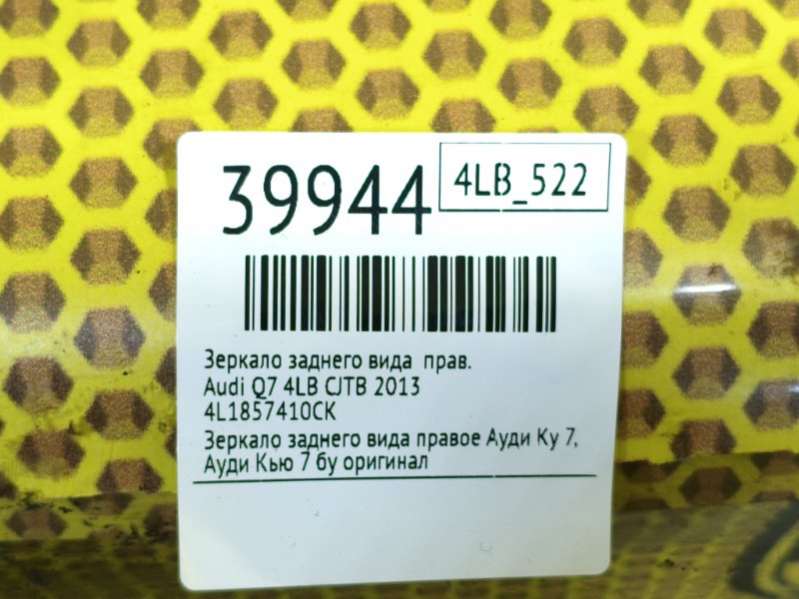 39944
4LB_522
Зеркало заднего вида прав.
Audi Q7 4LB CJTB 2013
4L1857410CK
Зеркало заднего вида правое Ауди Ку 7,
Ауди Кью 7 бу оригинал